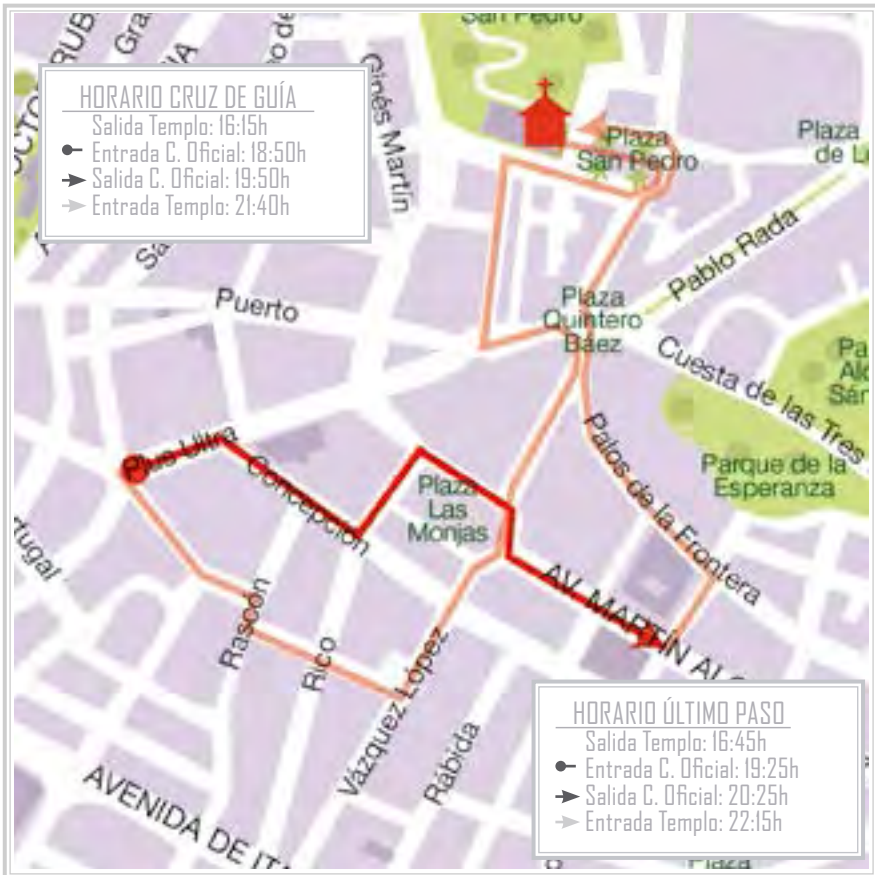 San Pedro
Ginés Martín
HORARIO CRUZ DE GUÍA
Salida Templo: 16:15h
Entrada C. Oficial: 18:50h
Salida C. Oficial: 19:50h
Entrada Templo: 21:40h
Plaza
San Pedro
Plaza
Pablo Rada
Puerto
Plaza
Quintero
Báez
Cuesta de las Tres
Plus Ultra
Concepción
Plaza
Las
Monjas
Palos de la Frontera
Parque de la
Esperanza
AV. MARTÍN
Rascón
Rico
Vázquez López
Rábida
AVENIDA DE
HORARIO ÚLTIMO PASO
Salida Templo: 16:45h
Entrada C. Oficial: 19:25h
Salida C. Oficial: 20:25h
Entrada Templo: 22:15h
Plaza